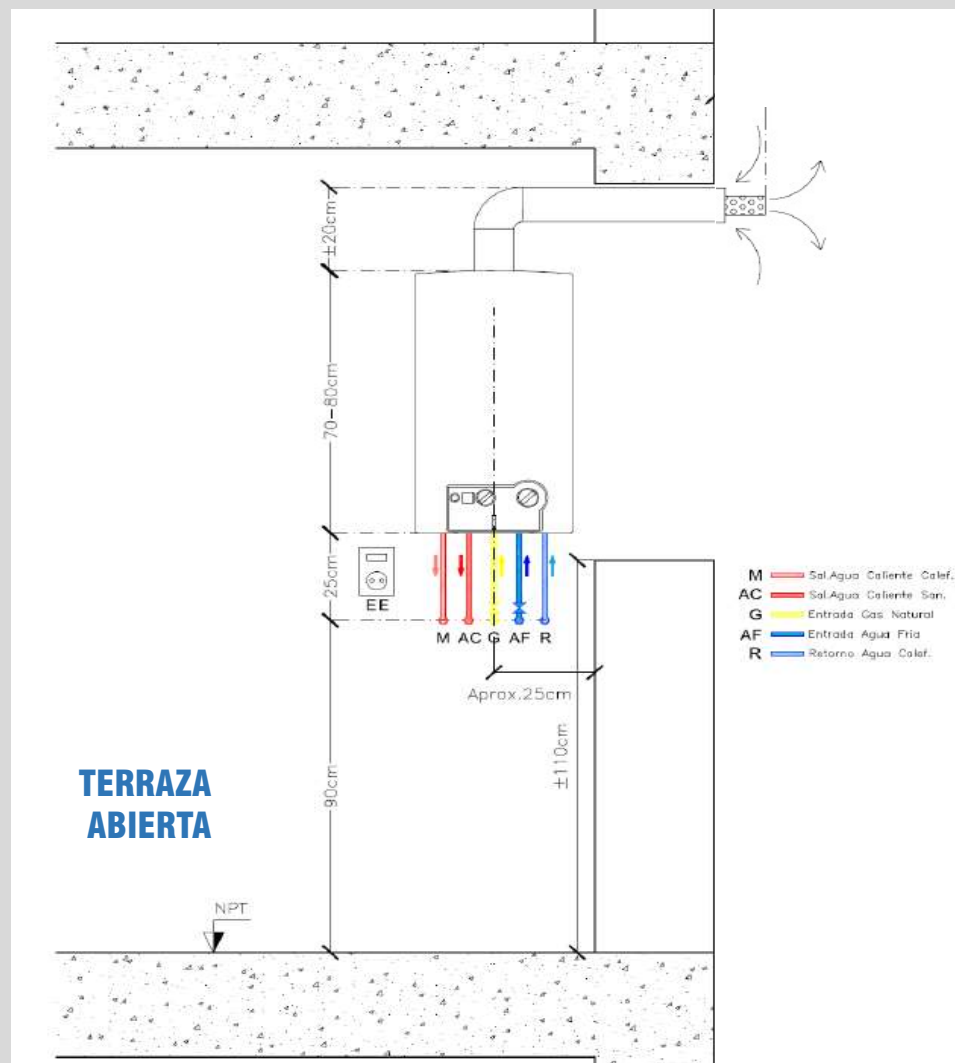 ±20cm
70-80cm
25cm
EE
M AC G AF R
M Sal.Agua Caliente Calef.
AC Sal.Agua Caliente San.
G Entrada Gas Natural
AF Entrada Agua Fria
R Retorno Agua Calef.
Aprox.25cm
±110cm
90cm
TERRAZA
ABIERTA
NPT